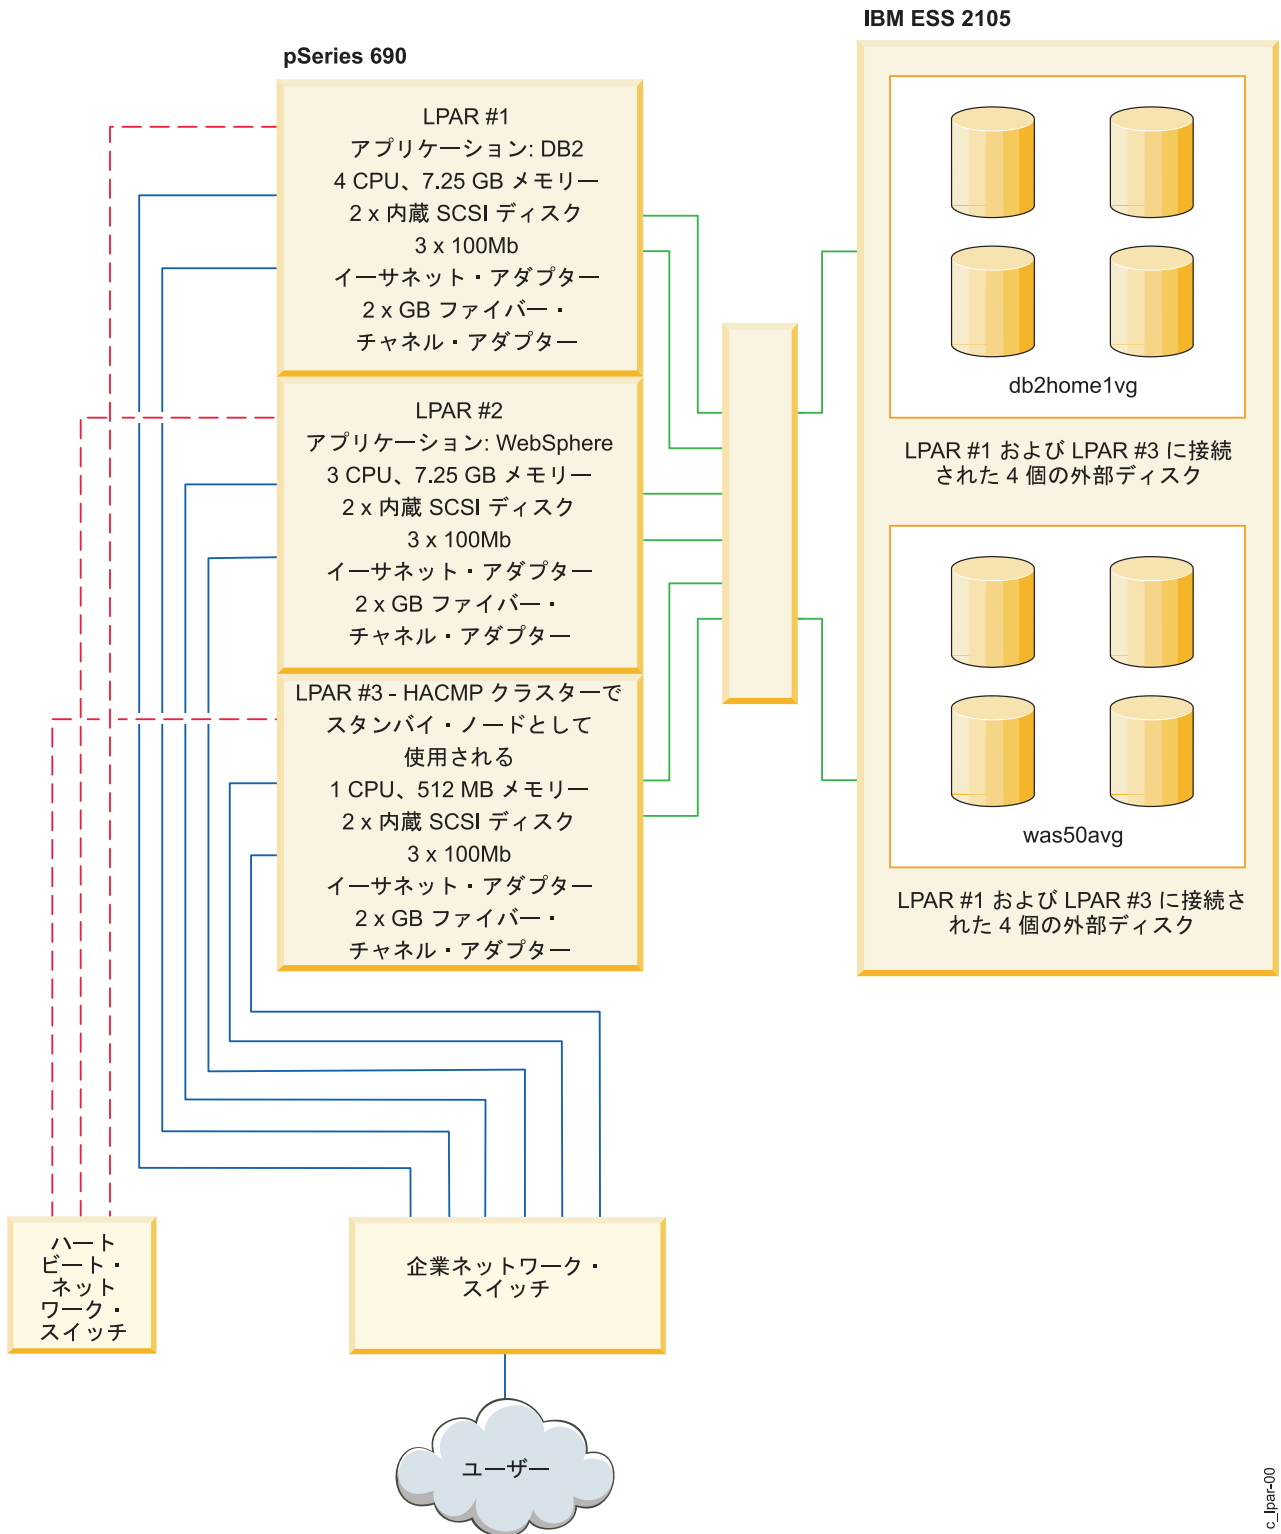 IBM ESS 2105
pSeries 690
LPAR #1
アプリケーション: DB2
4 CPU、7.25 GB メモリー
2 x 内蔵 SCSI ディスク
3 x 100Mb
イーサネット・アダプター
2 x GB ファイバー・
チャネル・アダプター
LPAR #2
アプリケーション: WebSphere
3 CPU、7.25 GB メモリー
2 x 内蔵 SCSI ディスク
3 x 100Mb
イーサネット・アダプター
2 x GB ファイバー・
チャネル・アダプター
LPAR #3 - HACMP クラスターで
スタンバイ・ノードとして
使用される
1 CPU、512 MB メモリー
2 x 内蔵 SCSI ディスク
3 x 100Mb
イーサネット・アダプター
2 x GB ファイバー・
チャネル・アダプター
db2home1vg
LPAR #1 および LPAR #3 に接続
された 4 個の外部ディスク
was50avg
LPAR #1 および LPAR #3 に接続さ
れた 4 個の外部ディスク
ハート
ビート・
ネット
ワーク・
スイッチ
企業ネットワーク・
スイッチ
ユーザー
c_lpar-00